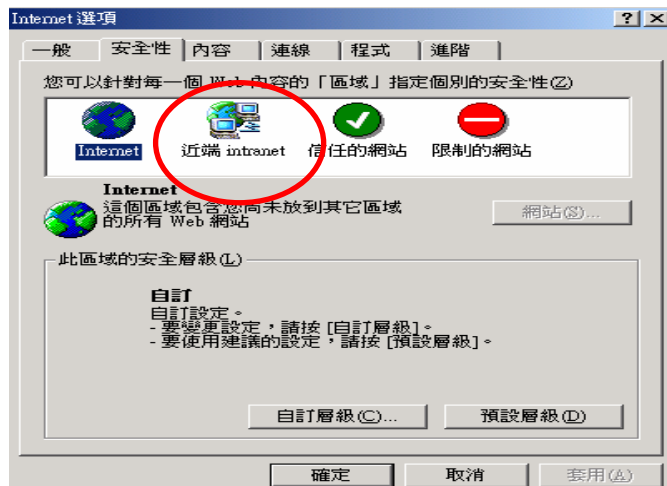 Internet 選項
一般 安全性 內容 連線 程式 進階
您可以針對每一個 Web 內容的「區域」指定個別的安全性(Z)
Internet 近端 intranet 信任的網站 限制的網站
Internet
這個區域包含您尚未放到其它區域
的所有 Web 網站
網站(S)...
此區域的安全層級(L)
自訂
自訂設定。
- 要變更設定，請按 [自訂層級]。
- 要使用建議的設定，請按 [預設層級]。
自訂層級(C)... 預設層級(D)
確定 取消 套用(A)